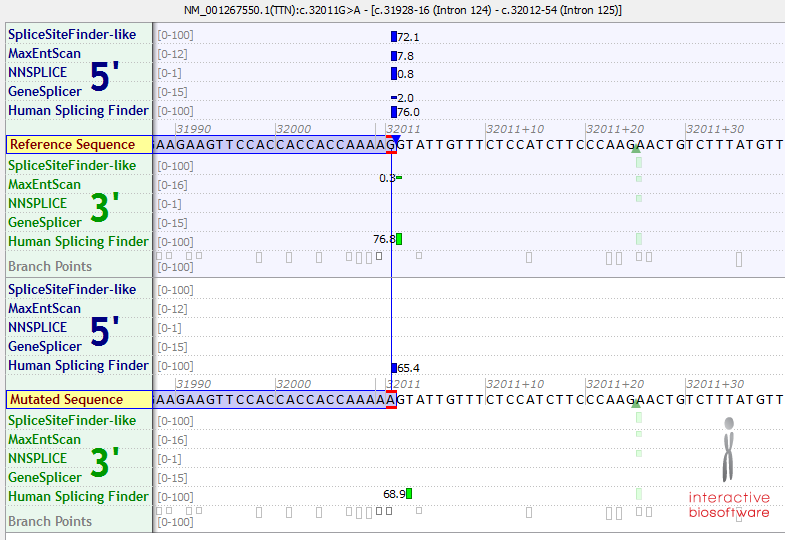 NM_001267550.1(TTN):c.32011G>A - [c.31928-16 (Intron 124) - c.32012-54 (Intron 125)]
SpliceSiteFinder-like [0-100] 72.1
MaxEntScan [0-12] 7.8
NNSPLICE 5' [0-1] 0.8
GeneSplicer [0-15] 2.0
Human Splicing Finder [0-100] 76.0
31990 32000 32011 32011+10 32011+20 32011+30
Reference Sequence AAGAAGTTCCACCACCACCAAAAGGTATTGTTTCTCCATCTTCCCAAGAACTGTCTTTATGTT
SpliceSiteFinder-like [0-100]
MaxEntScan [0-16] 0.3
NNSPLICE 3' [0-1]
GeneSplicer [0-15]
Human Splicing Finder [0-100] 76.8
Branch Points [0-100]
SpliceSiteFinder-like [0-100]
MaxEntScan [0-12]
NNSPLICE 5' [0-1]
GeneSplicer [0-15]
Human Splicing Finder [0-100] 65.4
31990 32000 32011 32011+10 32011+20 32011+30
Mutated Sequence AAGAAGTTCCACCACCACCAAAAAGTATTGTTTCTCCATCTTCCCAAGAACTGTCTTTATGTT
SpliceSiteFinder-like [0-100]
MaxEntScan [0-16]
NNSPLICE 3' [0-1]
GeneSplicer [0-15]
Human Splicing Finder [0-100] 68.9
Branch Points [0-100]
interactive
biosoftware